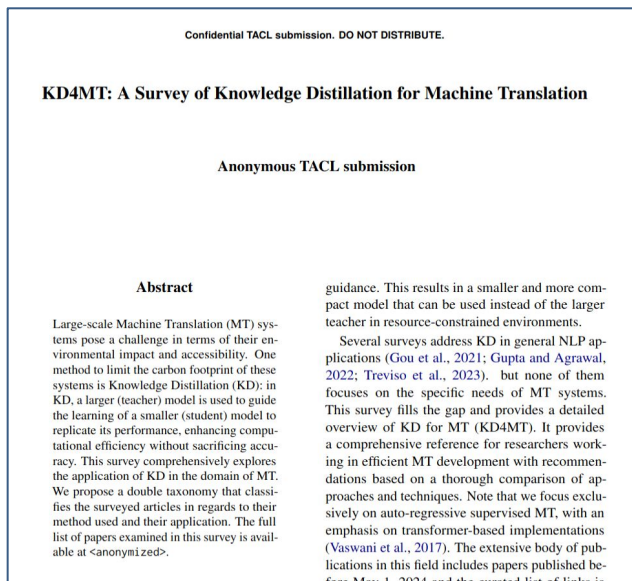 Confidential TACL submission. DO NOT DISTRIBUTE.
KD4MT: A Survey of Knowledge Distillation for Machine Translation
Anonymous TACL submission
Abstract
Large-scale Machine Translation (MT) sys-
tems pose a challenge in terms of their en-
vironmental impact and accessibility. One
method to limit the carbon footprint of these
systems is Knowledge Distillation (KD): in
KD, a larger (teacher) model is used to guide
the learning of a smaller (student) model to
replicate its performance, enhancing compu-
tational efficiency without sacrificing accu-
racy. This survey comprehensively explores
the application of KD in the domain of MT.
We propose a double taxonomy that classi-
fies the surveyed articles in regards to their
method used and their application. The full
list of papers examined in this survey is avail-
able at <anonymized>.
guidance. This results in a smaller and more com-
pact model that can be used instead of the larger
teacher in resource-constrained environments.
Several surveys address KD in general NLP ap-
plications (Gou et al., 2021; Gupta and Agrawal,
2022; Treviso et al., 2023). but none of them
focuses on the specific needs of MT systems.
This survey fills the gap and provides a detailed
overview of KD for MT (KD4MT). It provides
a comprehensive reference for researchers work-
ing in efficient MT development with recommen-
dations based on a thorough comparison of ap-
proaches and techniques. Note that we focus exclu-
sively on auto-regressive supervised MT, with an
emphasis on transformer-based implementations
(Vaswani et al., 2017). The extensive body of pub-
lications in this field includes papers published be-
fore May 1, 2024 and the curated list of links is